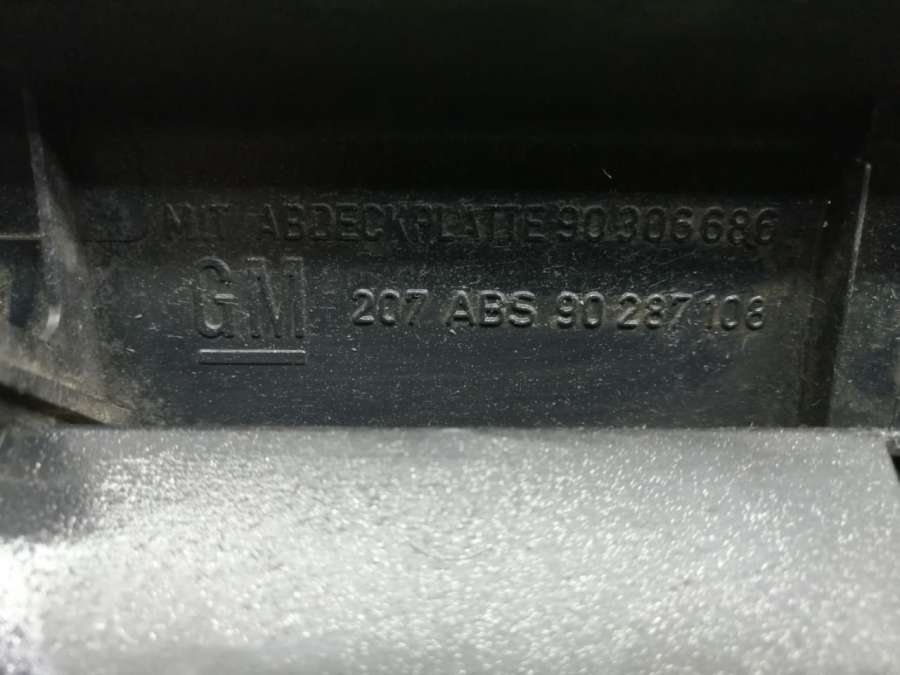 MIT ABDECKPLATTE 90 306 686
GM 207 ABS 90 287 108